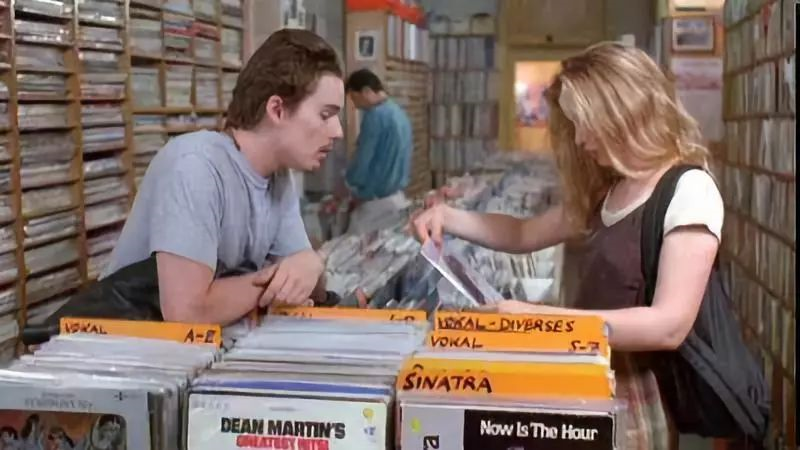 VOKAL A-E
VOKAL - DIVERSES
VOKAL S-Z
SINATRA
DEAN MARTIN'S
GREATEST HITS!
Now Is The Hour